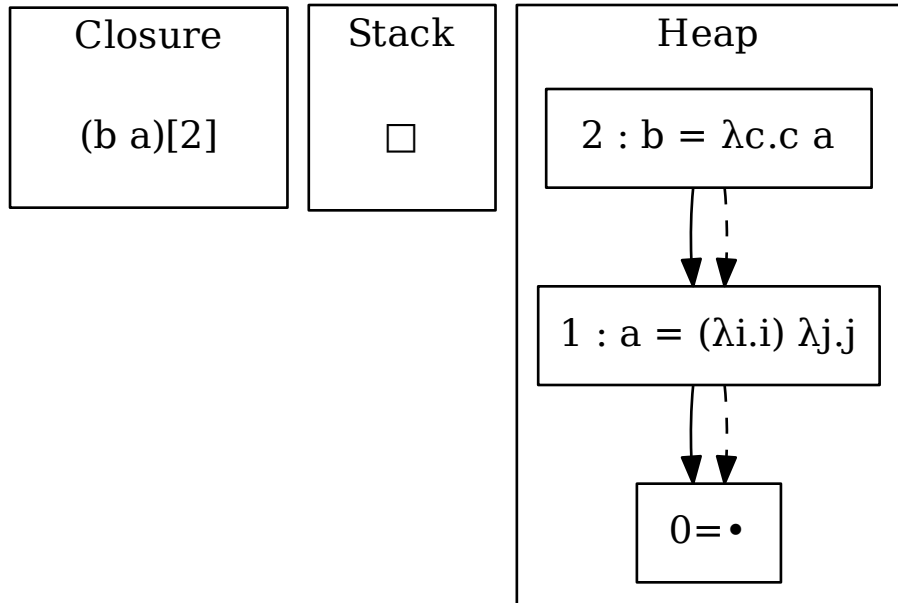 Closure
(b a)[2]
Stack
□
Heap
2 : b = λc.c a
1 : a = (λi.i) λj.j
0=•